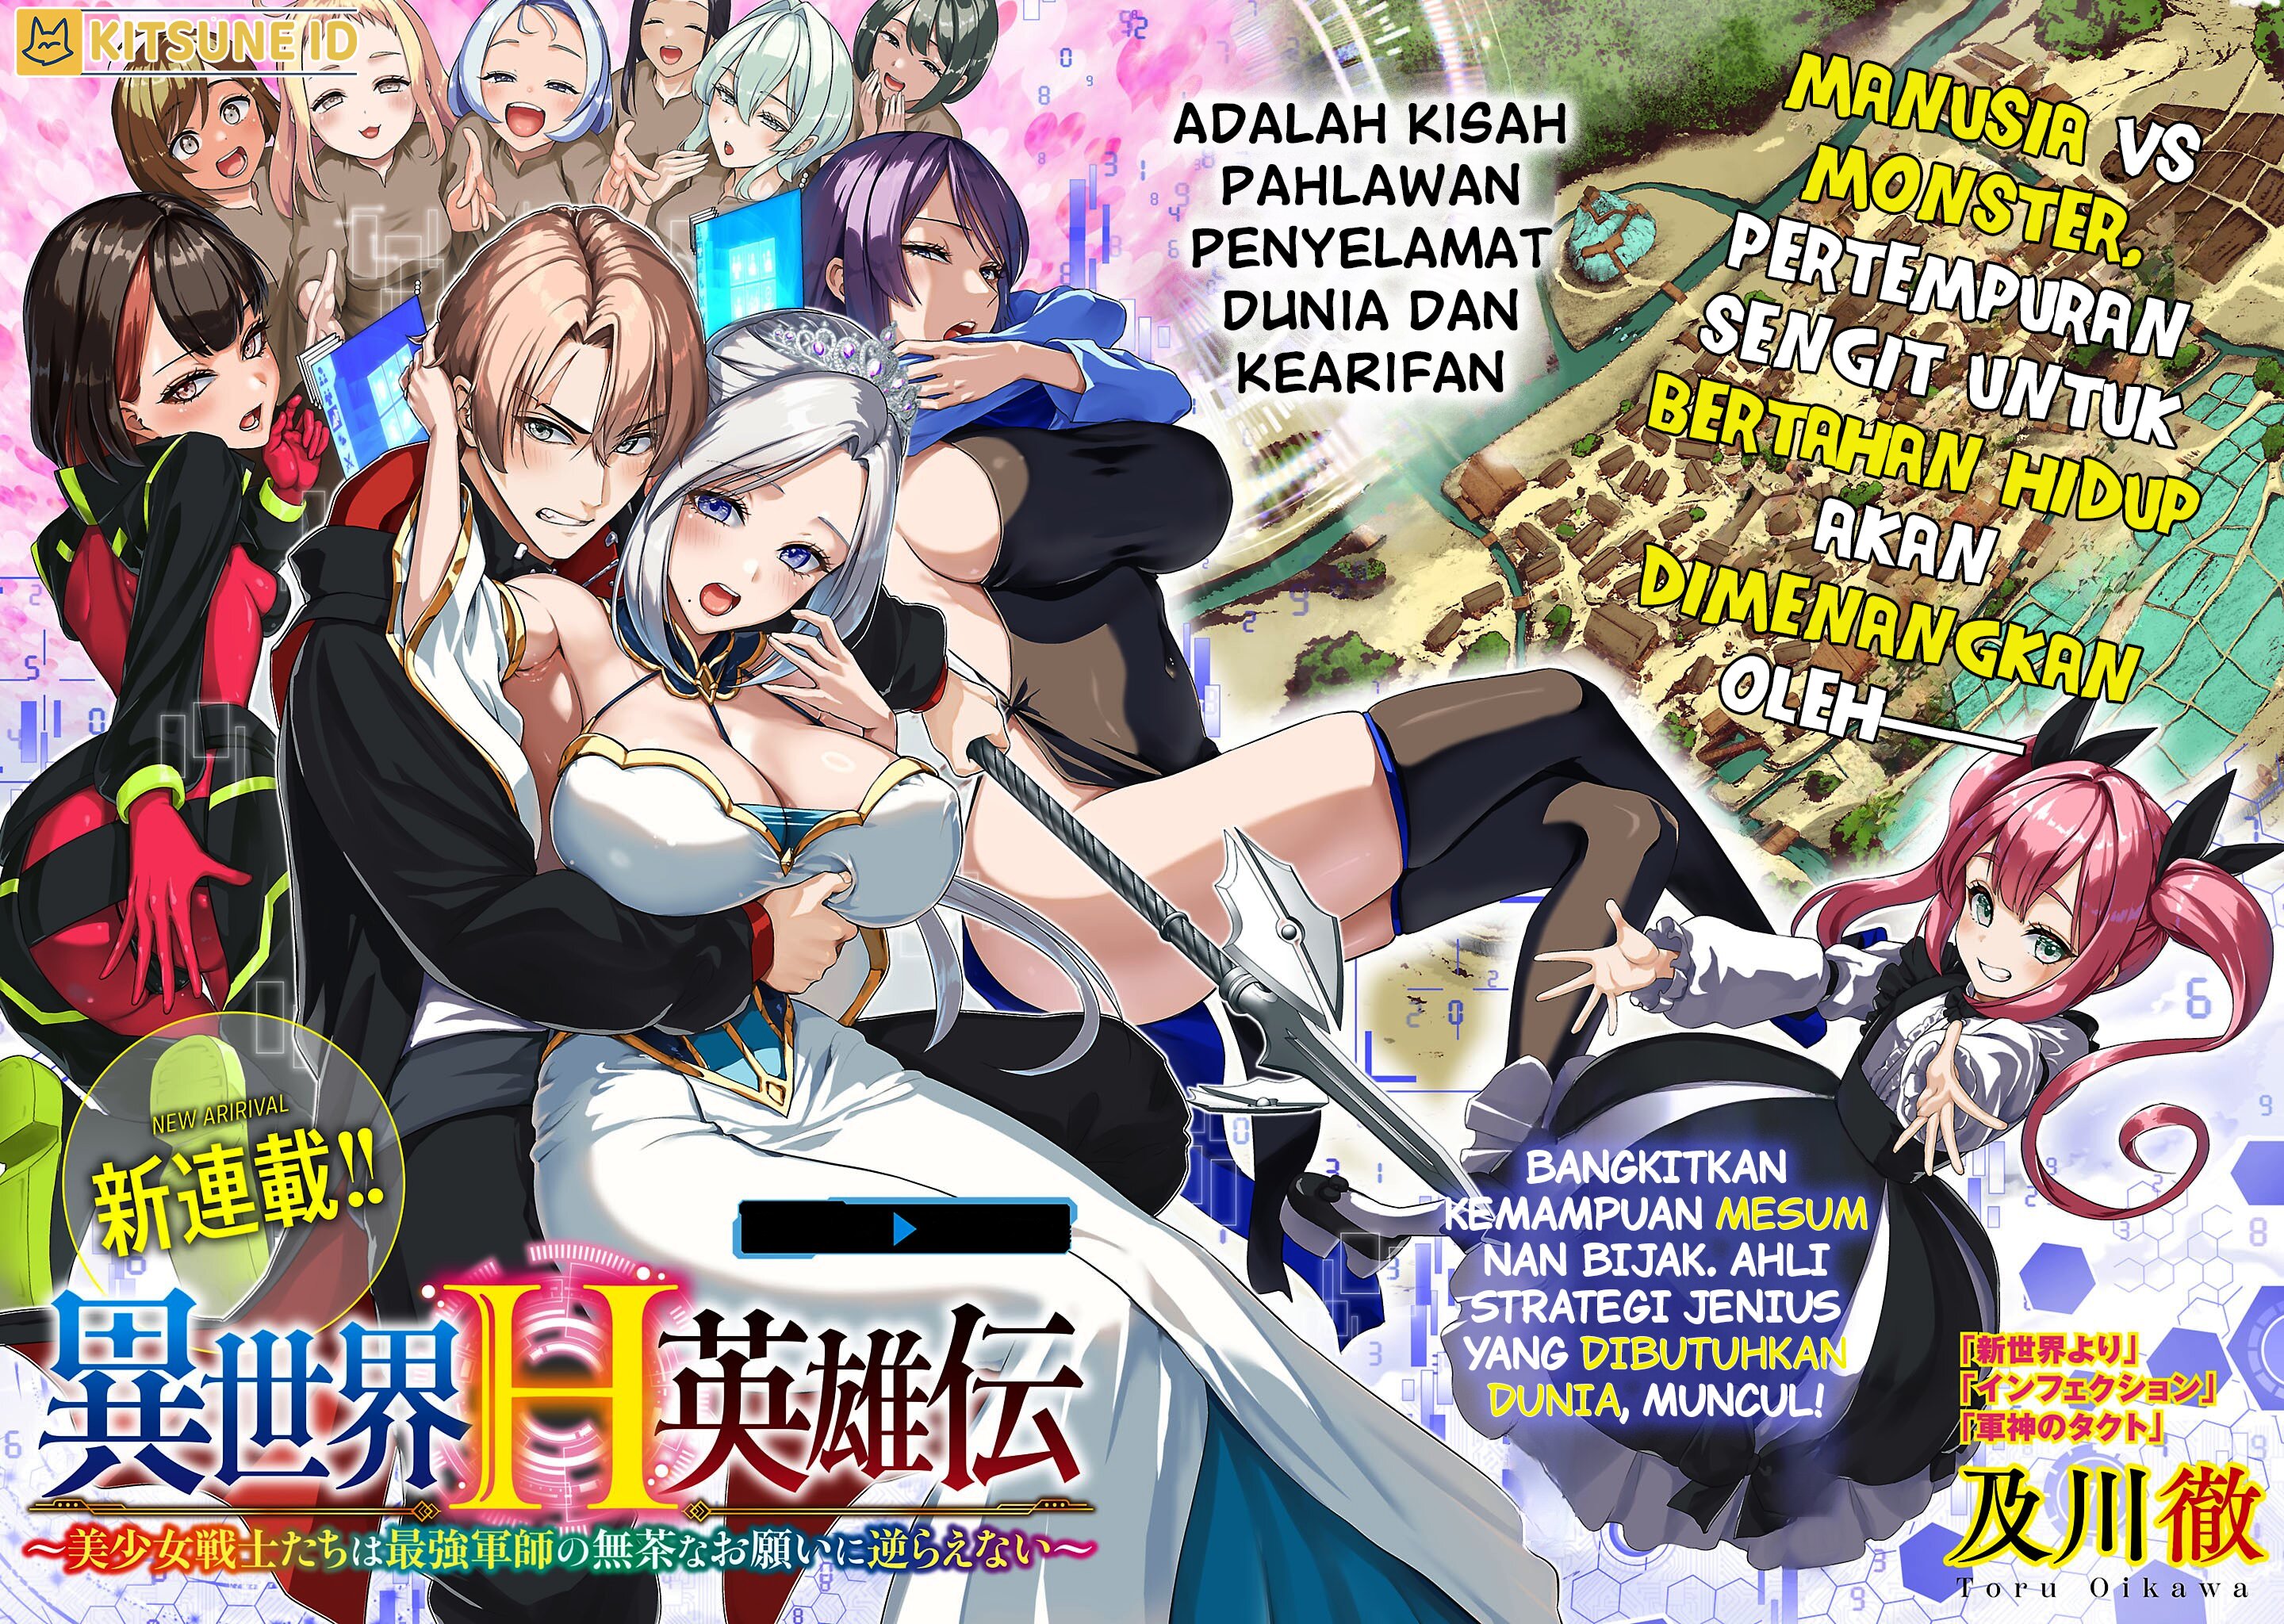 KITSUNE ID
ADALAH KISAH
PAHLAWAN
PENYELAMAT
DUNIA DAN
KEARIFAN
MANUSIA VS
MONSTER,
PERTEMPURAN
SENGIT UNTUK
BERTAHAN HIDUP
AKAN
DIMENANGKAN
OLEH——
NEW ARIRIVAL
新連載!!
異世界H英雄伝
～美少女戦士たちは最強軍師の無茶なお願いに逆らえない～
BANGKITKAN
KEMAMPUAN MESUM
NAN BIJAK. AHLI
STRATEGI JENIUS
YANG DIBUTUHKAN
DUNIA, MUNCUL!
「新世界より」
「インフェクション」
「軍神のタクト」
及川徹
Toru Oikawa